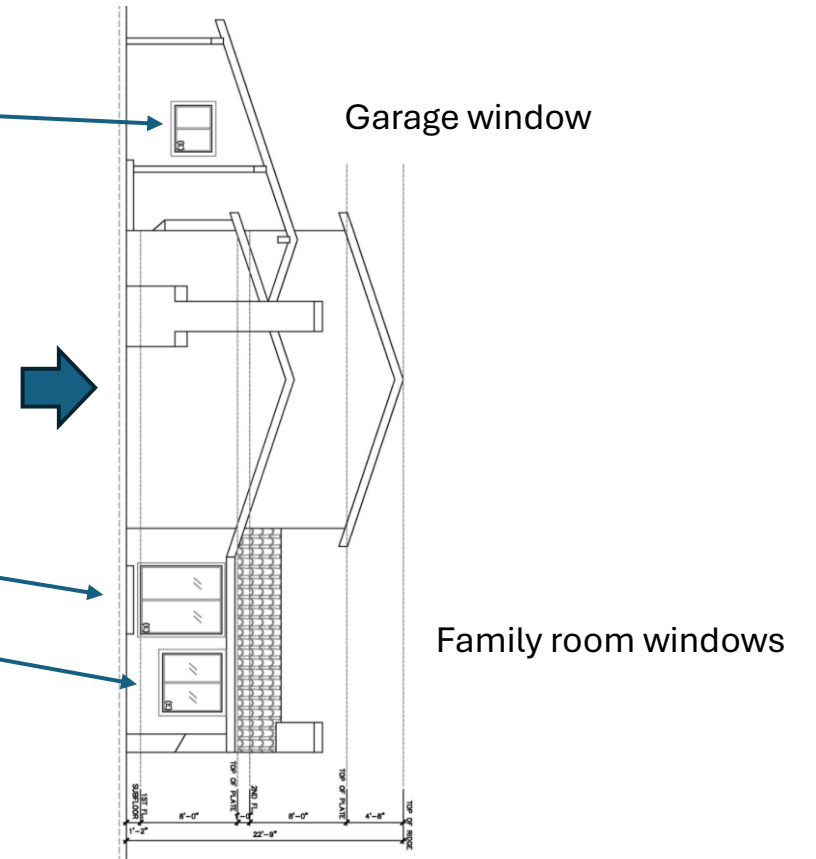 Garage window
Family room windows
SUBFLOOR
1ST FL.
TOP OF PLATE
2ND FL.
TOP OF PLATE
TOP OF RIDGE
1'-2"
8'-0"
8'-0"
4'-8"
22'-9"